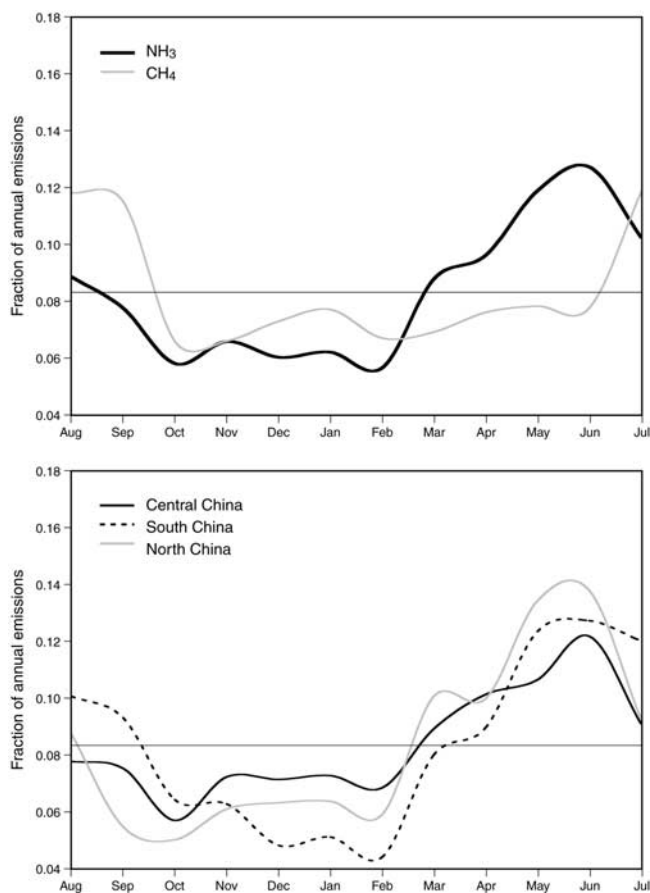 0.18
0.16
0.14
0.12
0.10
0.08
0.06
0.04
Fraction of annual emissions
NH3
CH4
Aug Sep Oct Nov Dec Jan Feb Mar Apr May Jun Jul
0.18
0.16
0.14
0.12
0.10
0.08
0.06
0.04
Fraction of annual emissions
Central China
South China
North China
Aug Sep Oct Nov Dec Jan Feb Mar Apr May Jun Jul